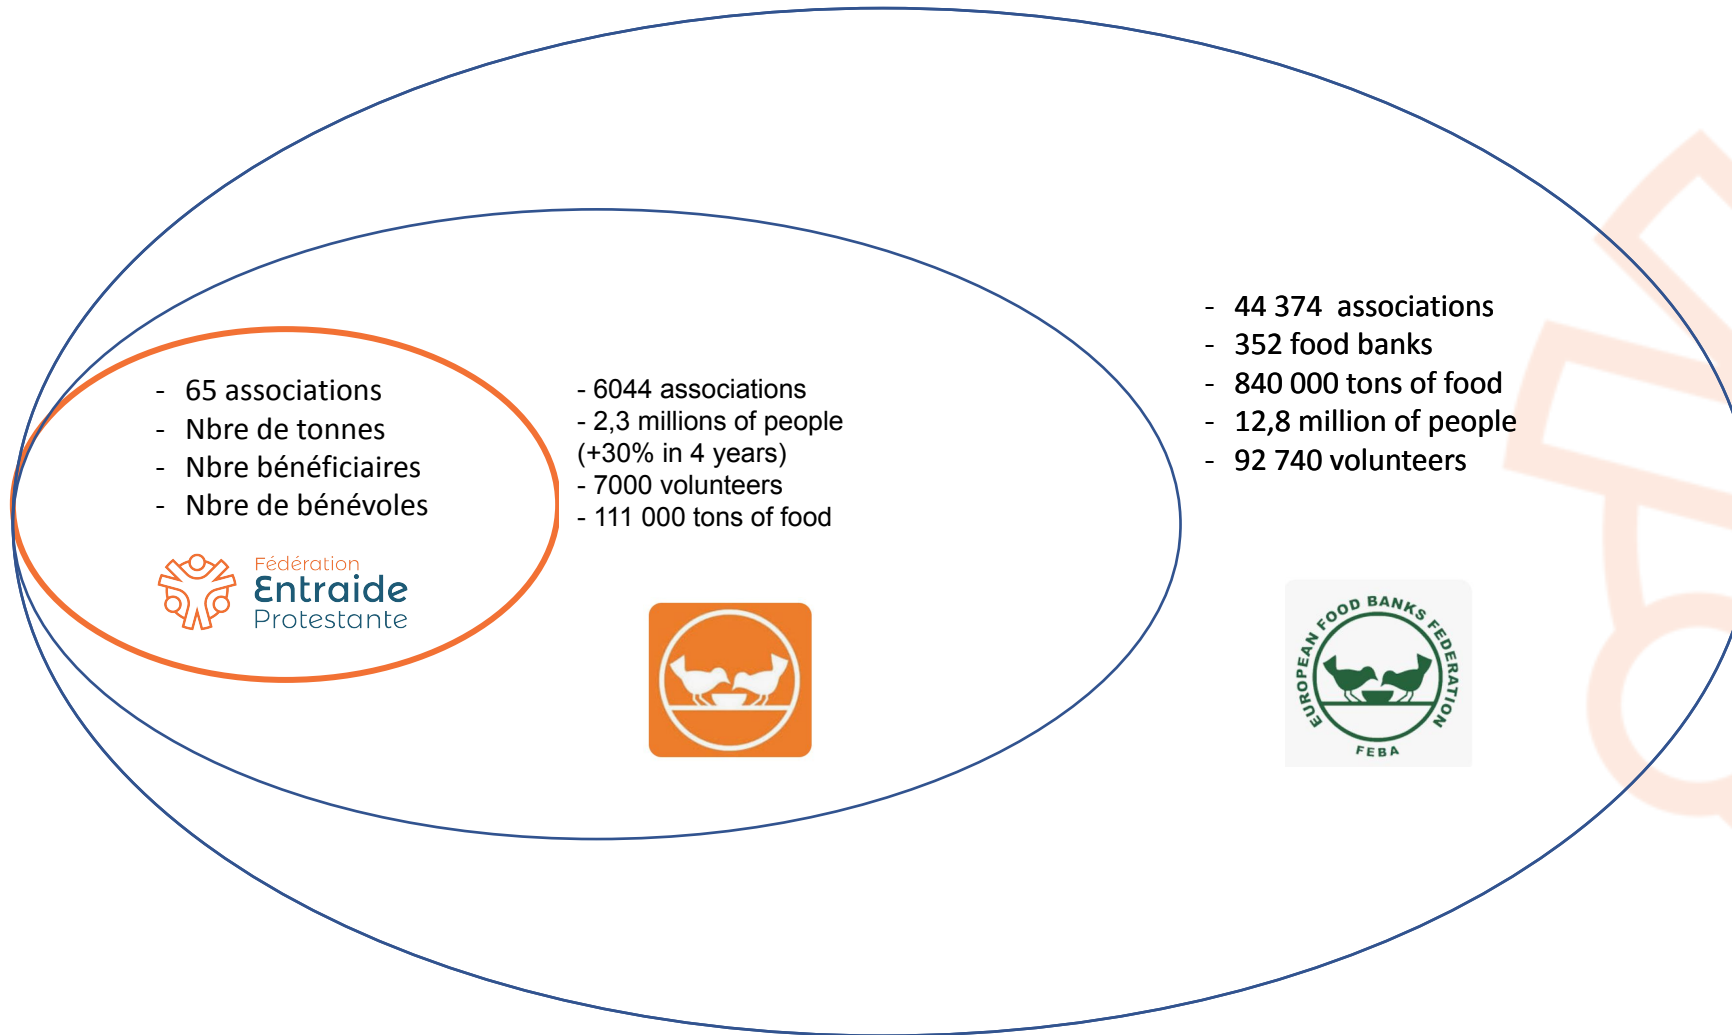 - 65 associations
- Nbre de tonnes
- Nbre bénéficiaires
- Nbre de bénévoles
Fédération
Entraide
Protestante
- 6044 associations
- 2,3 millions of people
(+30% in 4 years)
- 7000 volunteers
- 111 000 tons of food
- 44 374 associations
- 352 food banks
- 840 000 tons of food
- 12,8 million of people
- 92 740 volunteers
EUROPEAN FOOD BANKS FEDERATION
FEBA